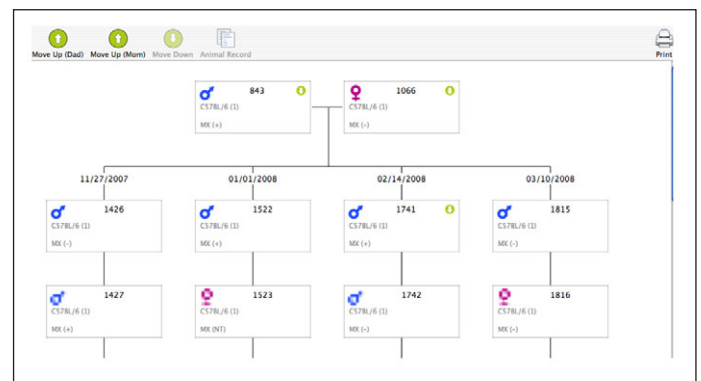 Move Up (Dad) Move Up (Mom) Move Down Animal Record Print
843 1066
C57BL/6 (1) C57BL/6 (1)
MX (+) MX (-)
11/27/2007 01/01/2008 02/14/2008 03/10/2008
1426 1522 1741 1815
C57BL/6 (1) C57BL/6 (1) C57BL/6 (1) C57BL/6 (1)
MX (-) MX (+) MX (+) MX (-)
1427 1523 1742 1816
C57BL/6 (1) C57BL/6 (1) C57BL/6 (1) C57BL/6 (1)
MX (+) MX (NT) MX (-) MX (-)